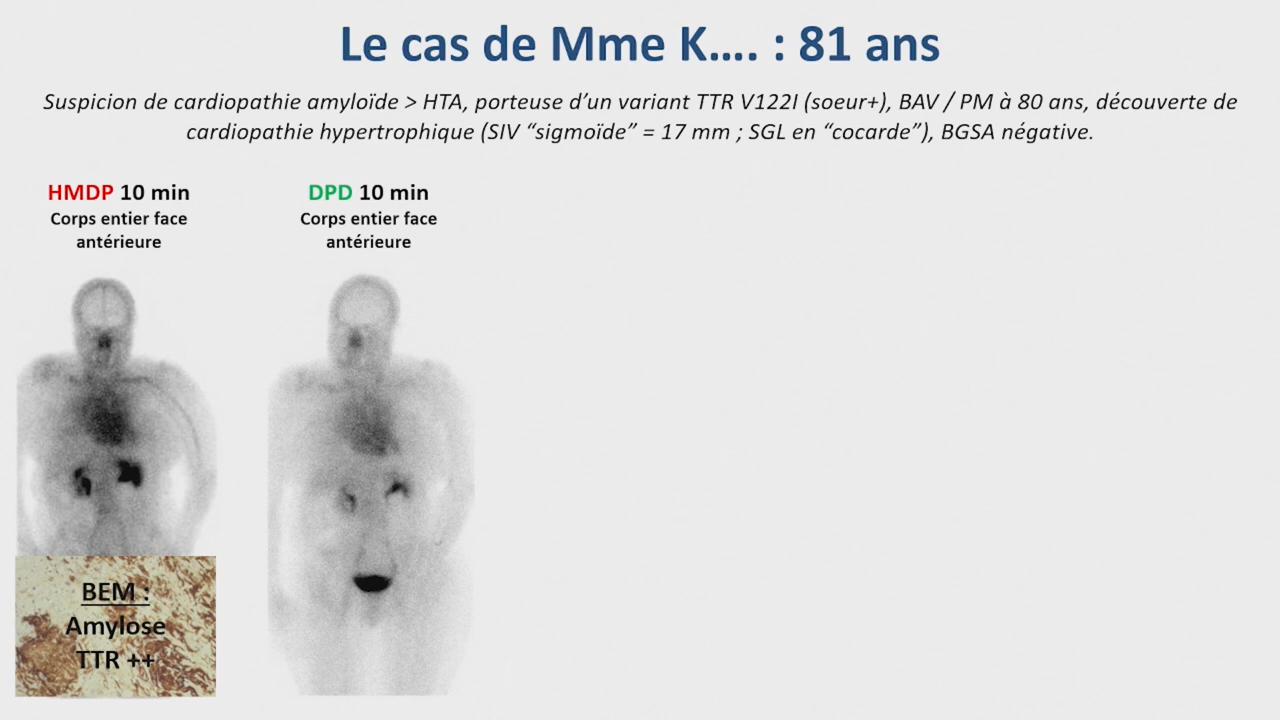 Le cas de Mme K.... : 81 ans
Suspicion de cardiopathie amyloïde > HTA, porteuse d’un variant TTR V122I (soeur+), BAV / PM à 80 ans, découverte de
cardiopathie hypertrophique (SIV “sigmoïde” = 17 mm ; SGL en “cocarde”), BGSA négative.
HMDP 10 min
Corps entier face
antérieure
DPD 10 min
Corps entier face
antérieure
BEM :
Amylose
TTR ++